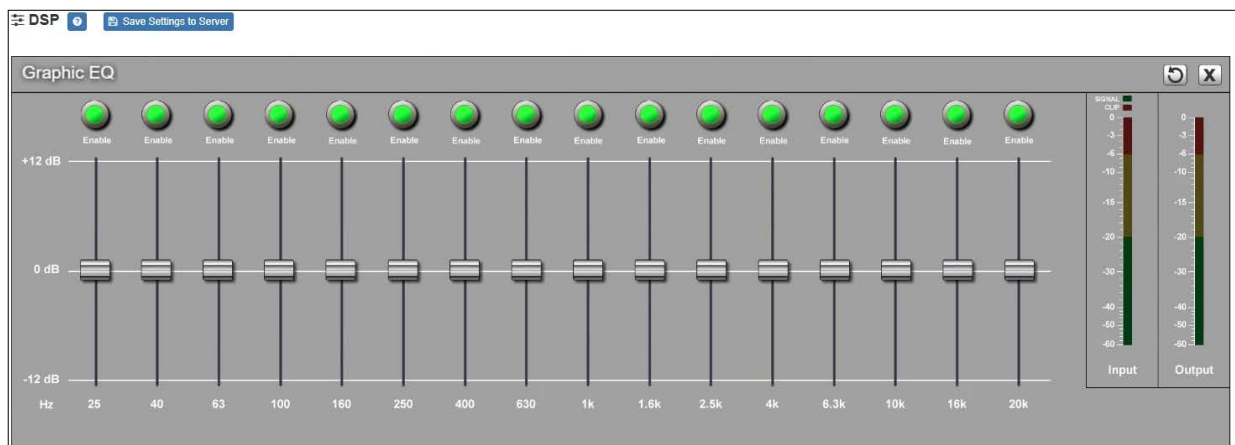 DSP ? Save Settings to Server
Graphic EQ X
Enable Enable Enable Enable Enable Enable Enable Enable Enable Enable Enable Enable Enable Enable Enable Enable
+12 dB
0 dB
-12 dB
Hz 25 40 63 100 160 250 400 630 1k 1.6k 2.5k 4k 6.3k 10k 16k 20k
SIGNAL
CLIP
0 0
-3 -3
-6 -6
-10 -10
-15 -15
-20 -20
-30 -30
-40 -40
-50 -50
-60 -60
Input Output